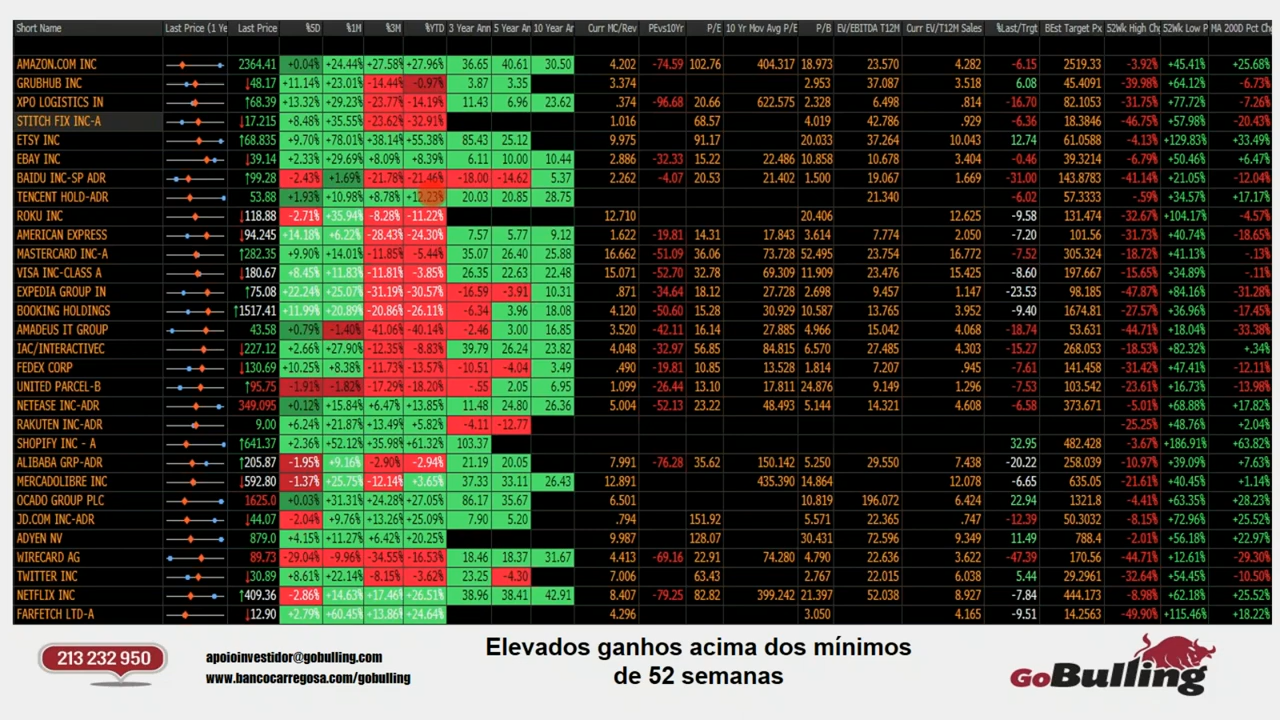 Short Name Last Price (1 Ye Last Price %5D %1M %3M %YTD 3 Year Ann 5 Year An 10 Year Ar Curr MC/Rev PEvs10Yr P/E 10 Yr Mov Avg P/E P/B EV/EBITDA T12M Curr EV/T12M Sales %Last/Trgt BEst Target Px 52Wk High Ch 52Wk Low P MA 200D Pct Ch
AMAZON.COM INC 2364.41 +0.04% +24.44% +27.58% +27.96% 36.65 40.61 30.50 4.202 -74.59 102.76 404.317 18.973 23.570 4.282 -6.15 2519.33 -3.92% +45.41% +25.68%
GRUBHUB INC ↓48.17 +11.14% +23.01% -14.44% -0.97% 3.87 3.35 3.374 2.953 37.087 3.508 6.08 45.4091 -39.98% +64.12% -6.73%
XPO LOGISTICS IN ↑68.39 +13.32% +29.23% -23.77% -14.19% 11.43 6.96 23.62 .374 -96.68 20.66 622.575 2.328 6.498 .814 -16.70 82.1053 -31.75% +77.72% -7.26%
STITCH FIX INC-A ↓17.215 +8.48% +35.55% -23.62% -32.91% 1.016 68.57 4.019 42.786 .929 -6.36 18.3846 -46.75% +57.98% -20.43%
ETSY INC ↑68.835 +9.70% +78.01% +38.14% +55.38% 85.43 25.12 9.975 91.17 20.035 37.264 10.043 12.74 61.0588 -4.13% +129.83% +33.49%
EBAY INC ↓39.14 +2.33% +29.69% +8.09% +8.39% 6.11 10.00 10.44 2.886 -32.33 15.22 22.486 10.858 10.678 3.404 -0.46 39.3214 -6.79% +50.46% +6.47%
BAIDU INC-SP ADR ↑99.28 -2.43% +1.69% -21.78% -21.46% -18.00 -14.62 5.37 2.262 -4.07 20.53 21.402 1.500 19.067 1.669 -31.00 143.8783 -41.14% +21.05% -12.04%
TENCENT HOLD-ADR 53.88 +1.93% +10.98% +8.78% +12.23% 20.03 20.85 28.75 21.340 -6.02 57.3333 -.59% +34.57% +17.17%
ROKU INC ↓118.88 -2.71% +35.94% -8.28% -11.22% 12.710 20.406 12.625 -9.58 131.474 -32.67% +104.17% -4.57%
AMERICAN EXPRESS ↓94.245 +14.18% +6.22% -28.43% -24.30% 7.57 5.77 9.12 1.622 -19.81 14.31 17.843 3.614 7.774 2.050 -7.20 101.56 -31.73% +40.74% -18.65%
MASTERCARD INC-A ↑282.35 +9.90% +14.01% -11.85% -5.44% 35.07 26.40 25.88 16.662 -51.09 36.06 73.728 52.495 23.754 16.772 -7.52 305.324 -18.72% +41.13% -.13%
VISA INC-CLASS A ↓180.67 +8.45% +11.83% -11.81% -3.85% 26.35 22.63 22.48 15.071 -52.70 32.78 69.309 11.909 23.476 15.425 -8.60 197.667 -15.65% +34.89% -.11%
EXPEDIA GROUP IN ↑75.08 +22.24% +25.07% -31.19% -30.57% -16.59 -3.91 10.31 .871 -34.64 18.12 27.728 2.698 9.457 1.147 -23.53 98.185 -47.87% +84.16% -31.28%
BOOKING HOLDINGS ↑1517.41 +11.99% +20.89% -20.86% -26.11% -6.34 3.96 18.08 4.120 -50.60 15.28 30.929 10.587 13.765 3.952 -9.40 1674.81 -27.57% +36.96% -17.45%
AMADEUS IT GROUP 43.58 +0.79% -1.40% -41.06% -40.14% -2.46 3.00 16.85 3.520 -42.11 16.14 27.885 4.966 15.042 4.068 -18.74 53.631 -44.71% +18.04% -33.38%
IAC/INTERACTIVEC ↓227.12 +2.66% +27.90% -12.35% -8.83% 39.79 26.24 23.82 4.048 -32.97 56.85 84.815 6.570 27.485 4.303 -15.27 268.053 -18.53% +82.32% +.34%
FEDEX CORP ↓130.69 +10.25% +8.38% -11.73% -13.57% -10.51 -4.04 3.49 .490 -19.81 10.85 13.528 1.814 7.207 .945 -7.61 141.458 -31.42% +47.41% -12.11%
UNITED PARCEL-B ↑95.75 -1.91% -1.82% -17.29% -18.20% -.55 2.05 6.95 1.099 -26.44 13.10 17.811 24.876 9.149 1.296 -7.53 103.542 -23.61% +16.73% -13.98%
NETEASE INC-ADR 349.095 +0.12% +15.84% +6.47% +13.85% 11.48 24.80 26.36 5.004 -52.13 23.22 48.493 5.144 14.321 4.608 -6.58 373.671 -5.01% +68.88% +17.82%
RAKUTEN INC-ADR 9.00 +6.24% +21.87% +13.49% +5.82% -4.11 -12.77 -25.25% +48.76% +2.04%
SHOPIFY INC - A ↑641.37 +2.36% +52.12% +35.98% +61.32% 103.37 32.95 482.428 -3.67% +186.91% +63.82%
ALIBABA GRP-ADR ↑205.87 -1.95% +9.16% -2.90% -2.94% 21.19 20.05 7.991 -76.28 35.62 150.142 5.250 29.550 7.438 -20.22 258.039 -10.97% +39.09% +7.63%
MERCADOLIBRE INC ↓592.80 -1.37% +25.75% -12.14% +3.65% 37.33 33.11 26.43 12.891 435.390 14.864 12.078 -6.65 635.05 -21.61% +40.45% +1.14%
OCADO GROUP PLC 1625.0 +0.03% +31.31% +24.28% +27.05% 86.17 35.67 6.501 10.819 196.072 6.424 22.94 1321.8 -4.41% +63.35% +28.23%
JD.COM INC-ADR ↓44.07 -2.04% +9.76% +13.26% +25.09% 7.90 5.20 .794 151.92 5.571 22.365 .747 -12.39 50.3032 -8.15% +72.96% +25.52%
ADYEN NV 879.0 +4.15% +11.27% +6.42% +20.25% 9.987 128.07 30.431 72.596 9.349 11.49 788.4 -2.01% +56.18% +22.97%
WIRECARD AG 89.73 -29.04% -9.96% -34.55% -16.53% 18.46 18.37 31.67 4.413 -69.16 22.91 74.280 4.790 22.636 3.622 -47.39 170.56 -44.71% +12.61% -29.30%
TWITTER INC ↓30.89 +8.61% +22.14% -8.15% -3.62% 23.25 -4.30 7.006 63.43 2.767 22.015 6.038 5.44 29.2961 -32.64% +54.45% -10.50%
NETFLIX INC ↑409.36 -2.86% +14.63% +17.46% +26.51% 38.96 38.41 42.91 8.407 -79.25 82.82 399.242 21.397 52.038 8.927 -7.84 444.173 -8.98% +62.18% +25.52%
FARFETCH LTD-A ↓12.90 +2.79% +60.45% +13.86% +24.64% 4.296 3.050 4.165 -9.51 14.2563 -49.90% +115.46% +18.22%
213 232 950
apoioinvestidor@gobulling.com
www.bancocarregosa.com/gobulling
Elevados ganhos acima dos mínimos
de 52 semanas
GoBulling